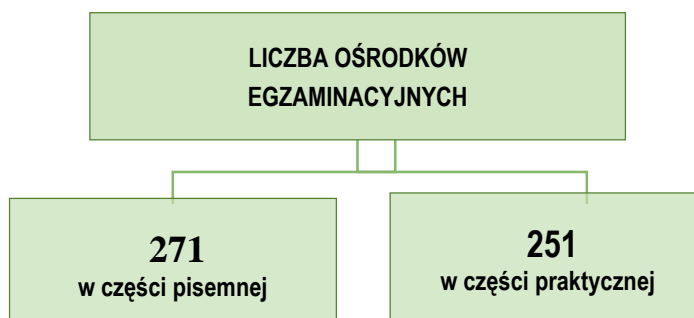 LICZBA OŚRODKÓW
EGZAMINACYJNYCH
271
w części pisemnej
251
w części praktycznej